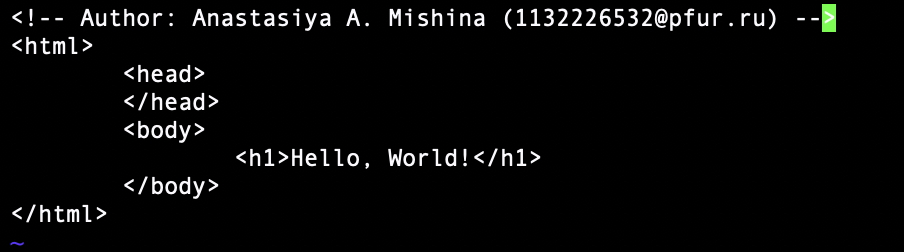 <!-- Author: Anastasiya A. Mishina (1132226532@pfur.ru) -->
<html>
        <head>
        </head>
        <body>
                <h1>Hello, World!</h1>
        </body>
</html>
~